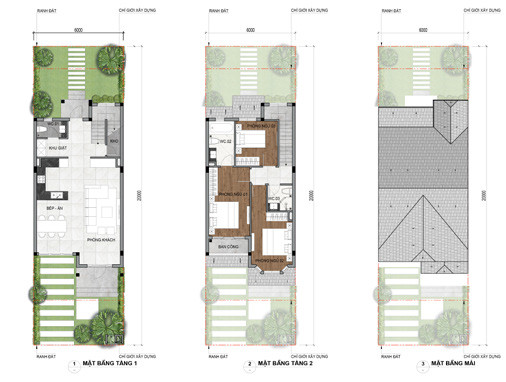 RANH ĐẤT CHỈ GIỚI XÂY DỰNG
6000
WC.01
KHU GIẶT
KHO
BẾP - ĂN
PHÒNG KHÁCH
20000
RANH ĐẤT CHỈ GIỚI XÂY DỰNG
1 MẶT BẰNG TẦNG 1
RANH ĐẤT CHỈ GIỚI XÂY DỰNG
6000
PHÒNG NGỦ 03
WC.02
PHÒNG NGỦ 01
WC.03
BAN CÔNG
PHÒNG NGỦ 02
20000
RANH ĐẤT CHỈ GIỚI XÂY DỰNG
2 MẶT BẰNG TẦNG 2
RANH ĐẤT CHỈ GIỚI XÂY DỰNG
6000
20000
RANH ĐẤT CHỈ GIỚI XÂY DỰNG
3 MẶT BẰNG MÁI